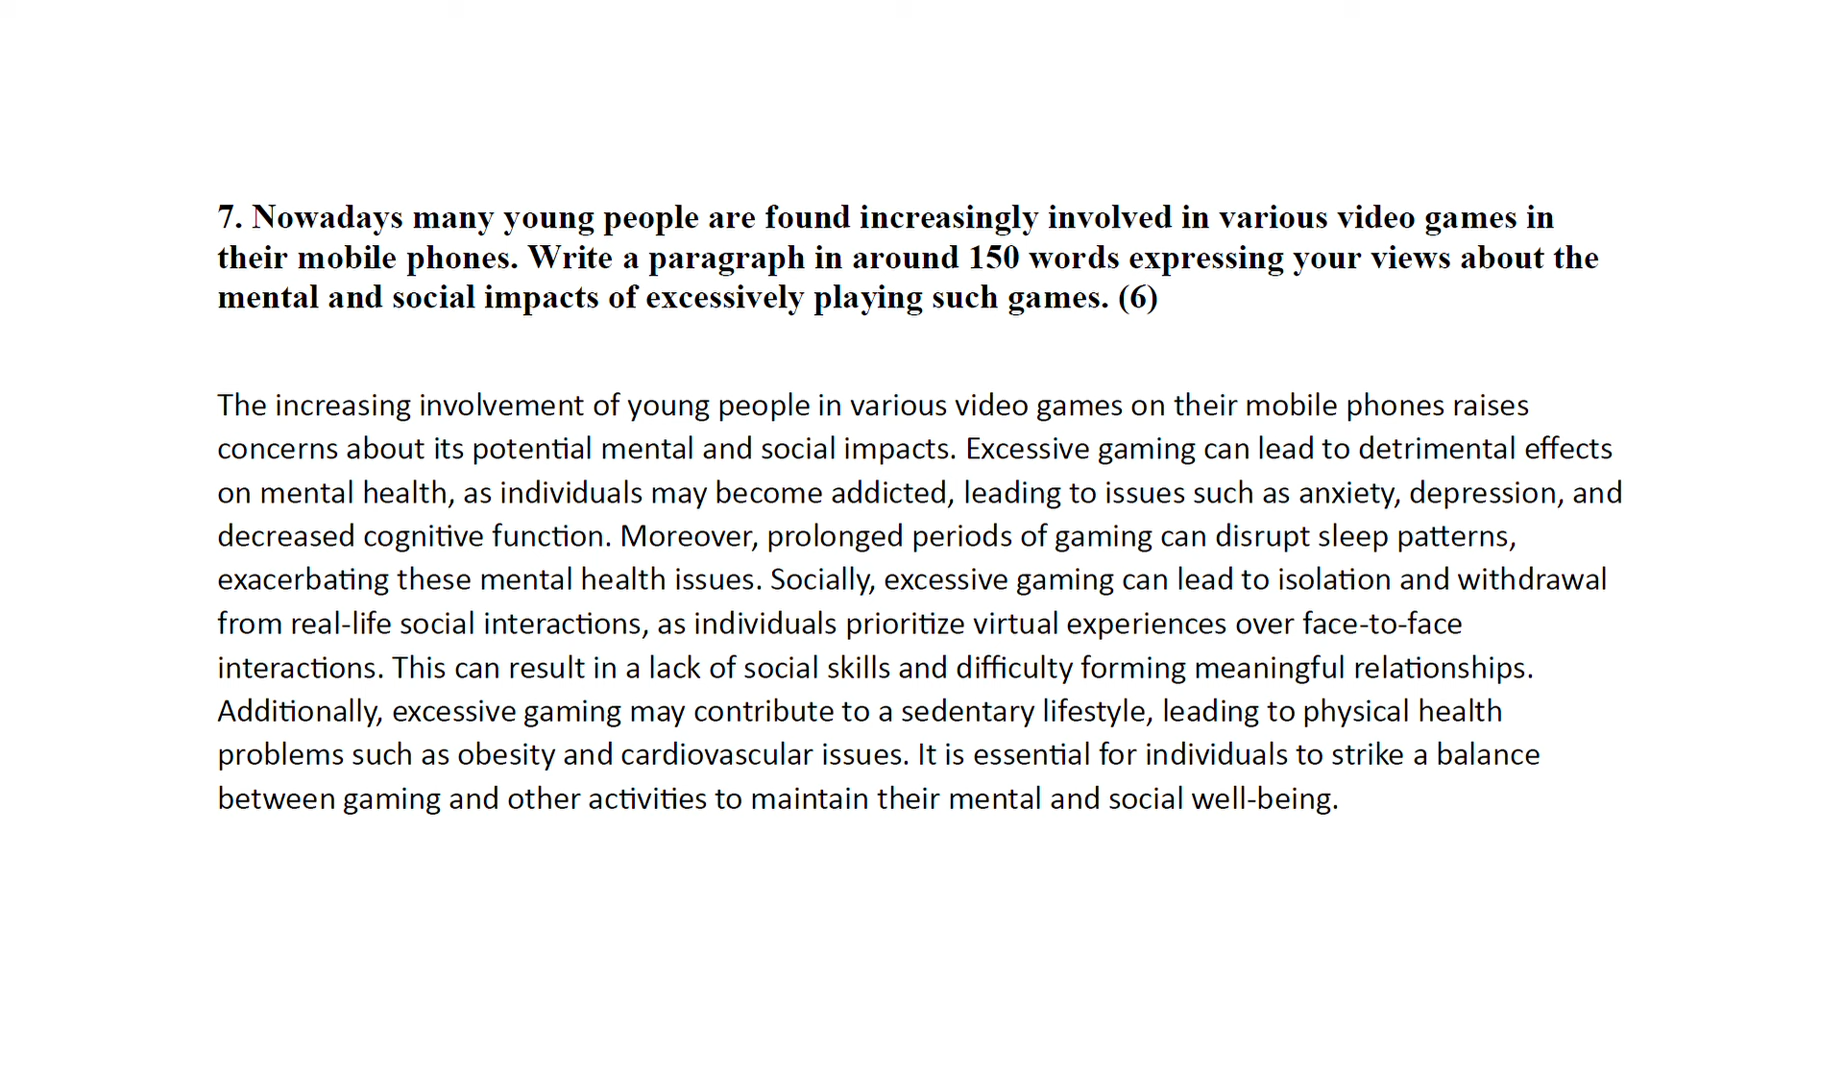 7. Nowadays many young people are found increasingly involved in various video games in
their mobile phones. Write a paragraph in around 150 words expressing your views about the
mental and social impacts of excessively playing such games. (6)
The increasing involvement of young people in various video games on their mobile phones raises
concerns about its potential mental and social impacts. Excessive gaming can lead to detrimental effects
on mental health, as individuals may become addicted, leading to issues such as anxiety, depression, and
decreased cognitive function. Moreover, prolonged periods of gaming can disrupt sleep patterns,
exacerbating these mental health issues. Socially, excessive gaming can lead to isolation and withdrawal
from real-life social interactions, as individuals prioritize virtual experiences over face-to-face
interactions. This can result in a lack of social skills and difficulty forming meaningful relationships.
Additionally, excessive gaming may contribute to a sedentary lifestyle, leading to physical health
problems such as obesity and cardiovascular issues. It is essential for individuals to strike a balance
between gaming and other activities to maintain their mental and social well-being.